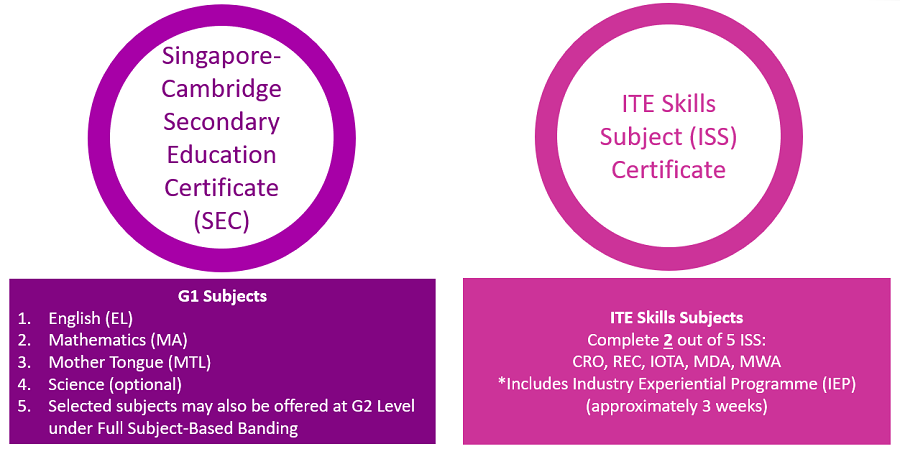 Singapore-
Cambridge
Secondary
Education
Certificate
(SEC)
G1 Subjects
1. English (EL)
2. Mathematics (MA)
3. Mother Tongue (MTL)
4. Science (optional)
5. Selected subjects may also be offered at G2 Level
under Full Subject-Based Banding
ITE Skills
Subject (ISS)
Certificate
ITE Skills Subjects
Complete 2 out of 5 ISS:
CRO, REC, IOTA, MDA, MWA
*Includes Industry Experiential Programme (IEP)
(approximately 3 weeks)